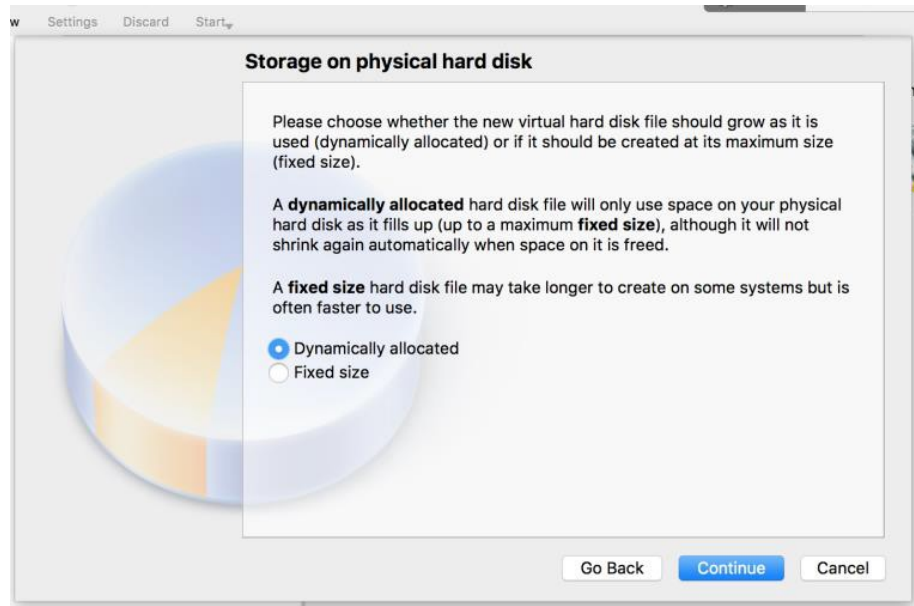 w Settings Discard Start
Storage on physical hard disk
Please choose whether the new virtual hard disk file should grow as it is
used (dynamically allocated) or if it should be created at its maximum size
(fixed size).
A dynamically allocated hard disk file will only use space on your physical
hard disk as it fills up (up to a maximum fixed size), although it will not
shrink again automatically when space on it is freed.
A fixed size hard disk file may take longer to create on some systems but is
often faster to use.
Dynamically allocated
Fixed size
Go Back Continue Cancel